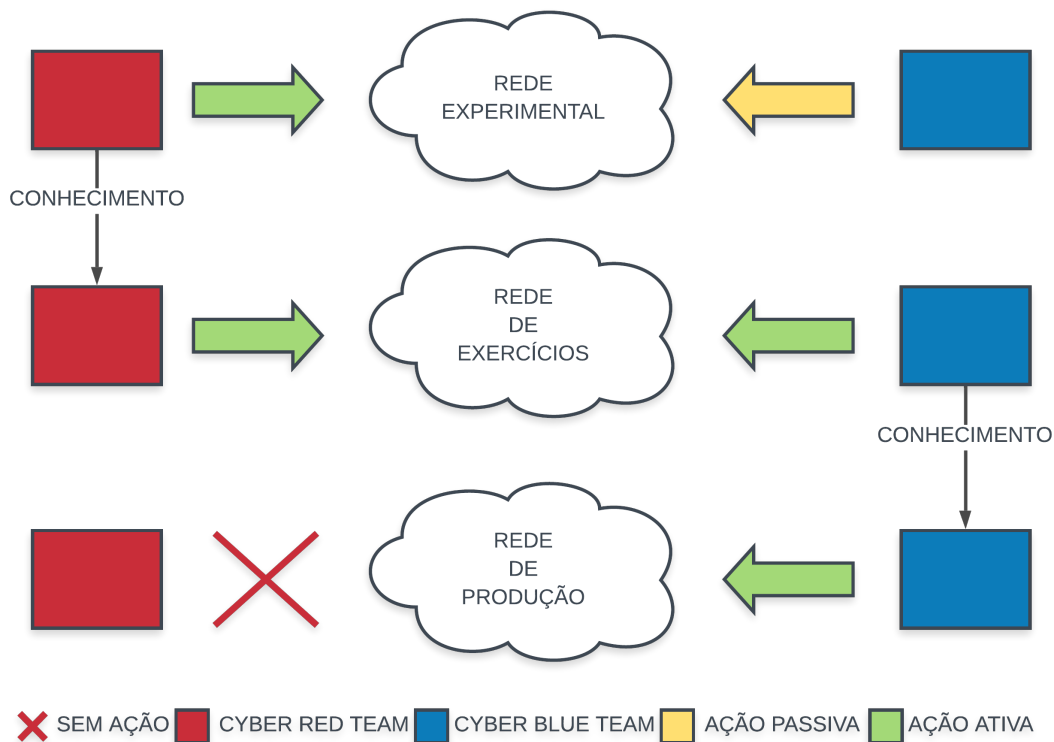 REDE
EXPERIMENTAL
CONHECIMENTO
REDE
DE
EXERCÍCIOS
CONHECIMENTO
REDE
DE
PRODUÇÃO
SEM AÇÃO CYBER RED TEAM CYBER BLUE TEAM AÇÃO PASSIVA AÇÃO ATIVA